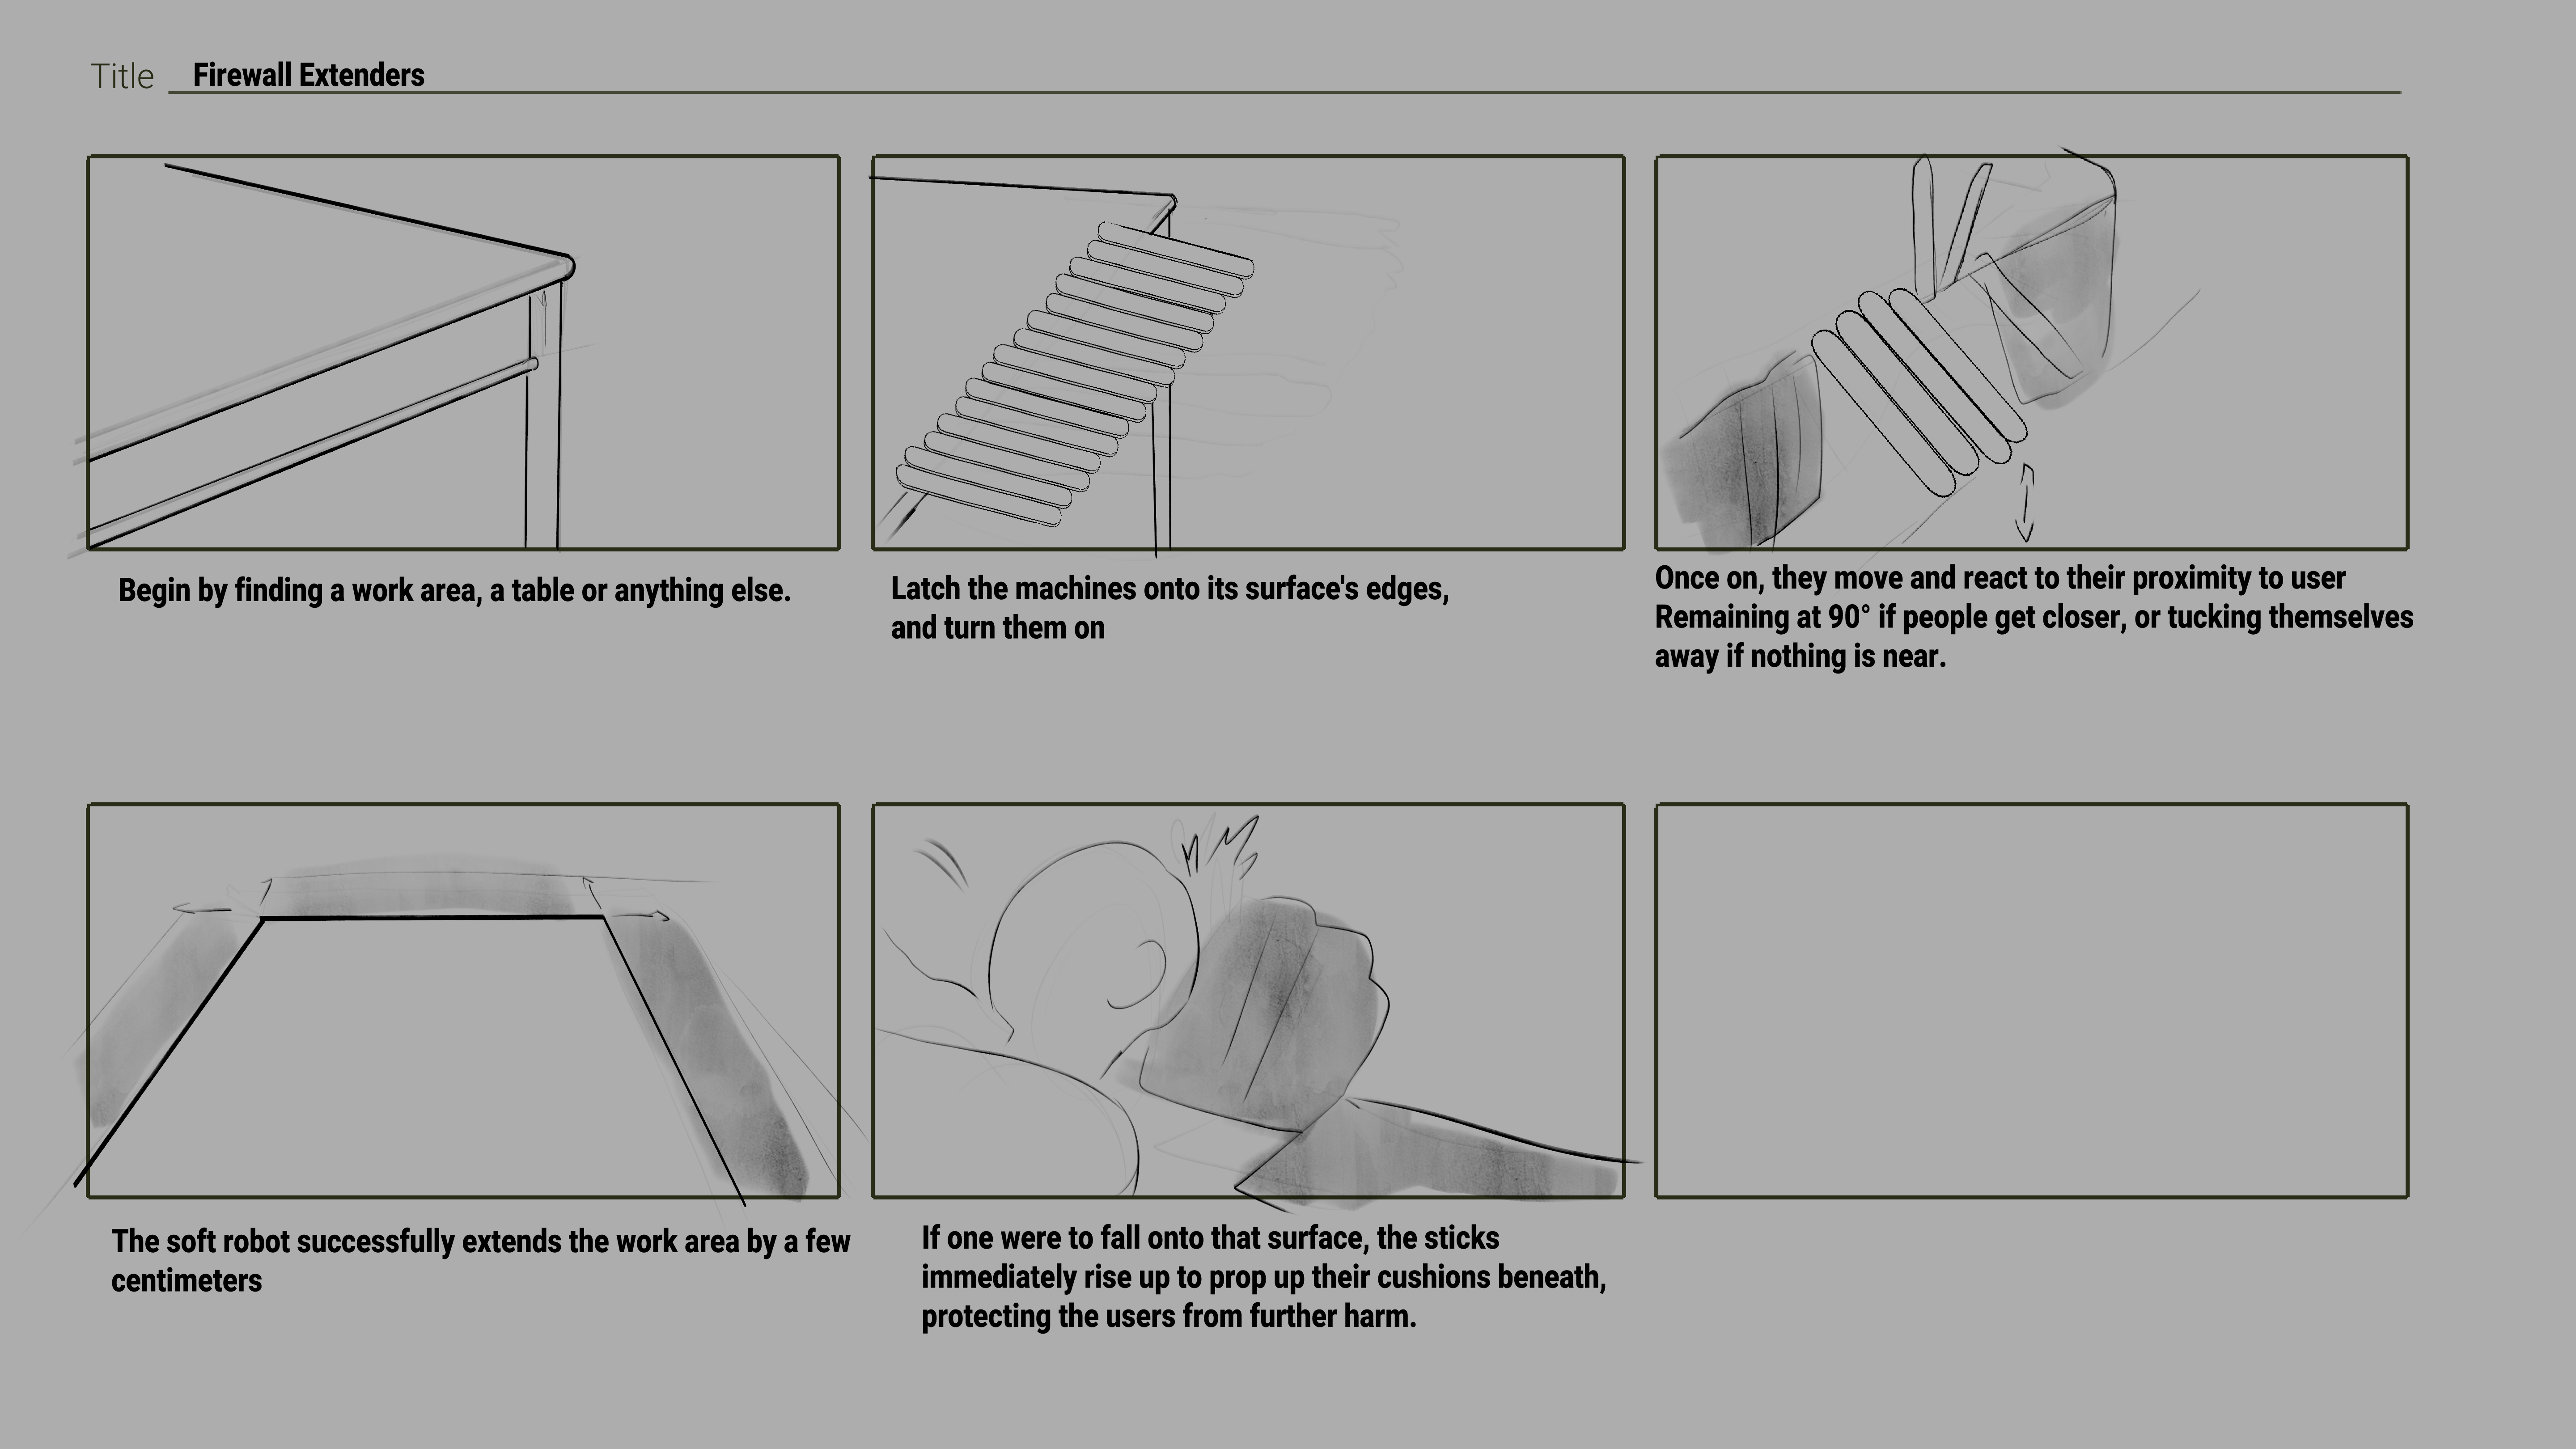 Title Firewall Extenders
Begin by finding a work area, a table or anything else.
Latch the machines onto its surface's edges,
and turn them on
Once on, they move and react to their proximity to user
Remaining at 90° if people get closer, or tucking themselves
away if nothing is near.
The soft robot successfully extends the work area by a few
centimeters
If one were to fall onto that surface, the sticks
immediately rise up to prop up their cushions beneath,
protecting the users from further harm.